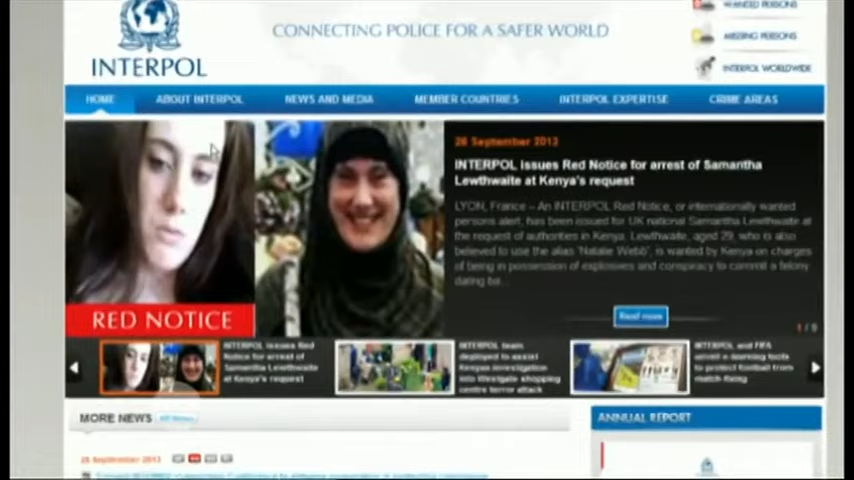 INTERPOL
CONNECTING POLICE FOR A SAFER WORLD
WANTED PERSONS
MISSING PERSONS
INTERPOL WORLDWIDE
HOME
ABOUT INTERPOL
NEWS AND MEDIA
MEMBER COUNTRIES
INTERPOL EXPERTISE
CRIME AREAS
RED NOTICE
26 September 2013
INTERPOL issues Red Notice for arrest of Samantha
Lewthwaite at Kenya's request
LYON, France – An INTERPOL Red Notice, or internationally wanted
persons alert, has been issued for UK national Samantha Lewthwaite at
the request of authorities in Kenya. Lewthwaite, aged 29, who is also
believed to use the alias 'Natalie Webb', is wanted by Kenya on charges
of being in possession of explosives and conspiracy to commit a felony
dating ba...
Read more
INTERPOL issues Red
Notice for arrest of
Samantha Lewthwaite
at Kenya's request
INTERPOL team
deployed to assist
Kenyan investigation
into Westgate shopping
centre terror attack
INTERPOL and FIFA
to protect football from
match-fixing
MORE NEWS
All News
ANNUAL REPORT
26 September 2013